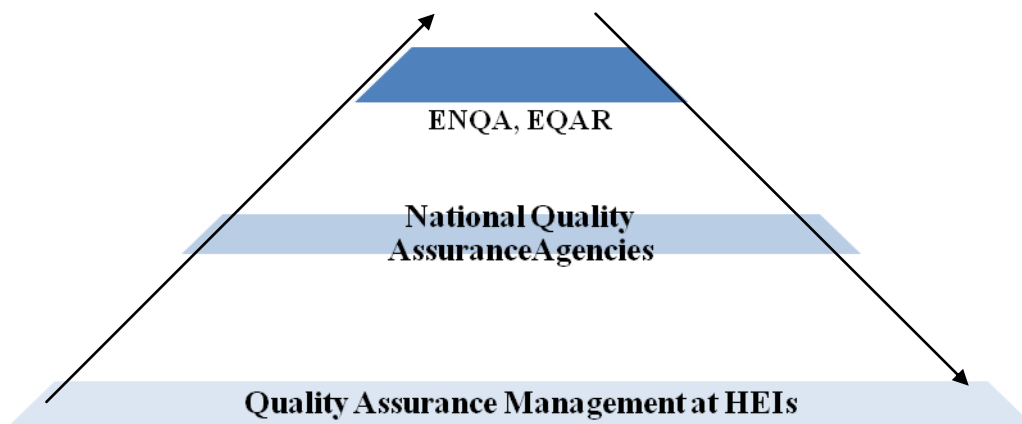 ENQA, EQAR
National Quality
AssuranceAgencies
Quality Assurance Management at HEIs